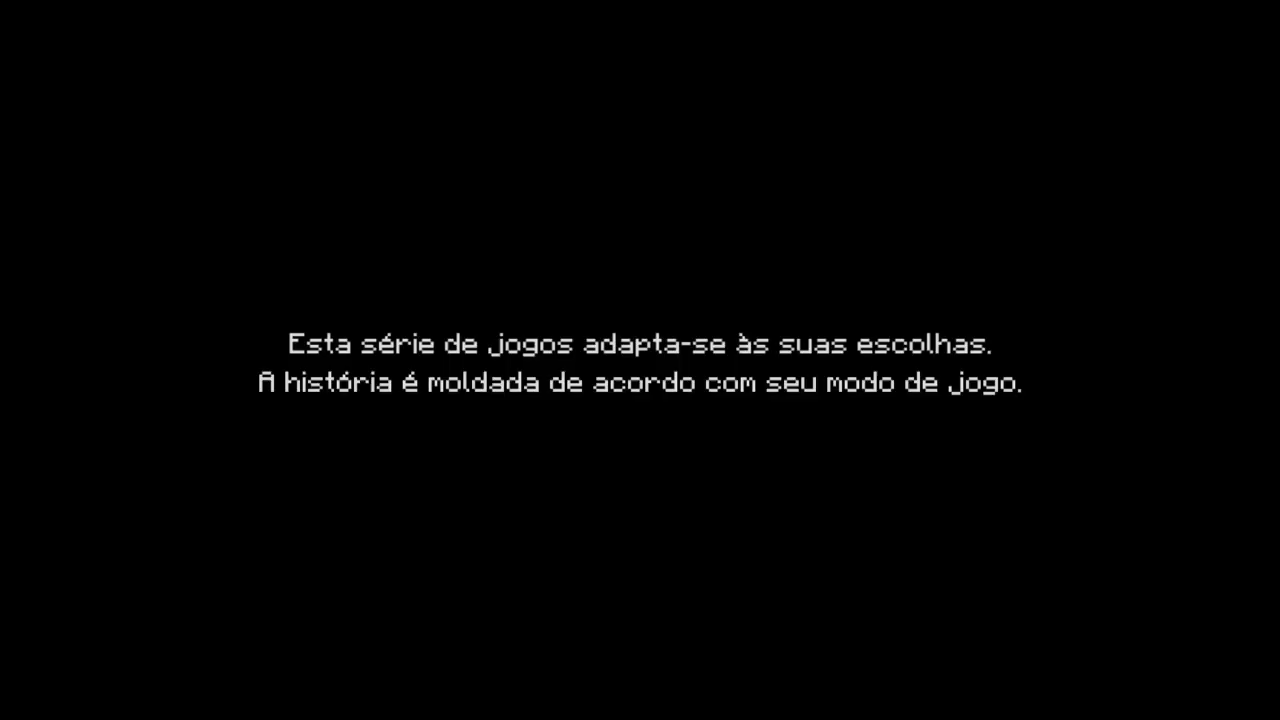 Esta série de jogos adapta-se às suas escolhas.
A história é moldada de acordo com seu modo de jogo.